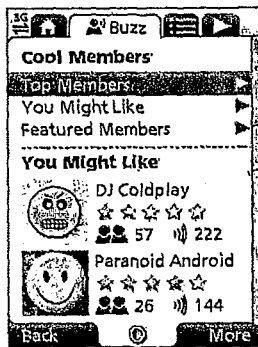 3G
Buzz
Cool Members
Top Members
You Might Like
Featured Members
You Might Like
DJ Coldplay
57 222
Paranoid Android
26 144
Back © More